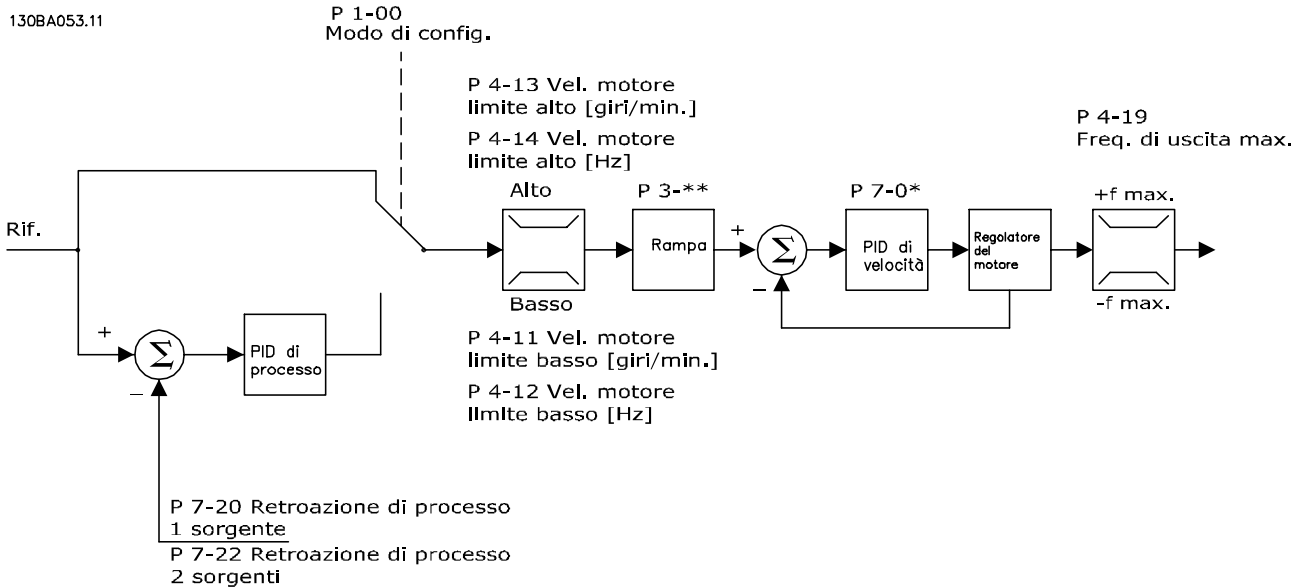 130BA053.11
P 1-00
Modo di config.
P 4-13 Vel. motore
limite alto [giri/min.]
P 4-14 Vel. motore
limite alto [Hz]
P 4-19
Freq. di uscita max.
Alto
P 3-**
P 7-0*
+f max.
Rif.
Rampa
+
Σ
−
PID di
velocità
Regolatore
del
motore
Basso
-f max.
+
Σ
−
PID di
processo
P 4-11 Vel. motore
limite basso [giri/min.]
P 4-12 Vel. motore
limite basso [Hz]
P 7-20 Retroazione di processo
1 sorgente
P 7-22 Retroazione di processo
2 sorgenti